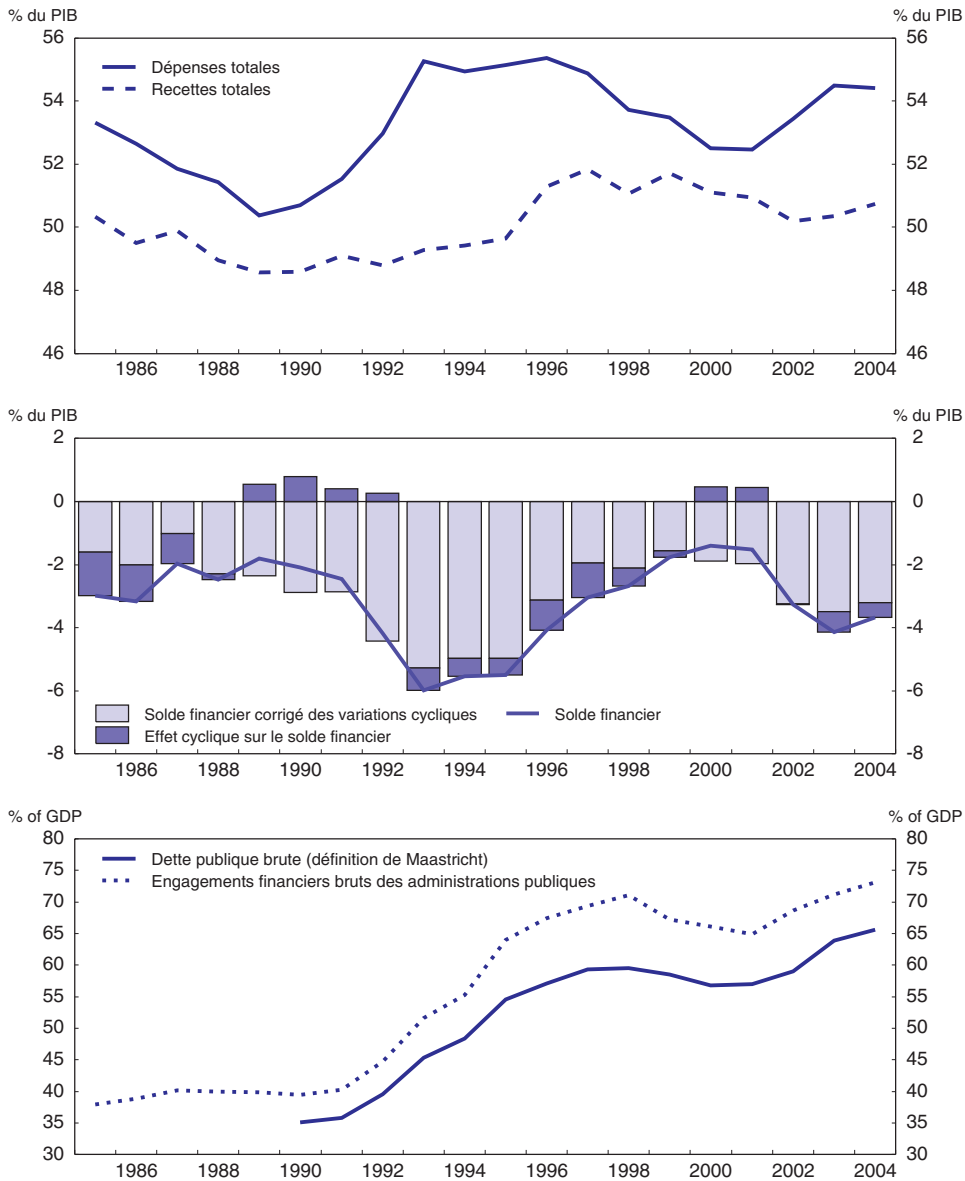 % du PIB % du PIB
56 56
Dépenses totales
Recettes totales
54 54
52 52
50 50
48 48
46 46
1986 1988 1990 1992 1994 1996 1998 2000 2002 2004
% du PIB % du PIB
2 2
0 0
-2 -2
-4 -4
-6 -6
Solde financier corrigé des variations cycliques Solde financier
Effet cyclique sur le solde financier
-8 -8
1986 1988 1990 1992 1994 1996 1998 2000 2002 2004
% of GDP % of GDP
80 80
Dette publique brute (définition de Maastricht)
75 75
Engagements financiers bruts des administrations publiques
70 70
65 65
60 60
55 55
50 50
45 45
40 40
35 35
30 30
1986 1988 1990 1992 1994 1996 1998 2000 2002 2004